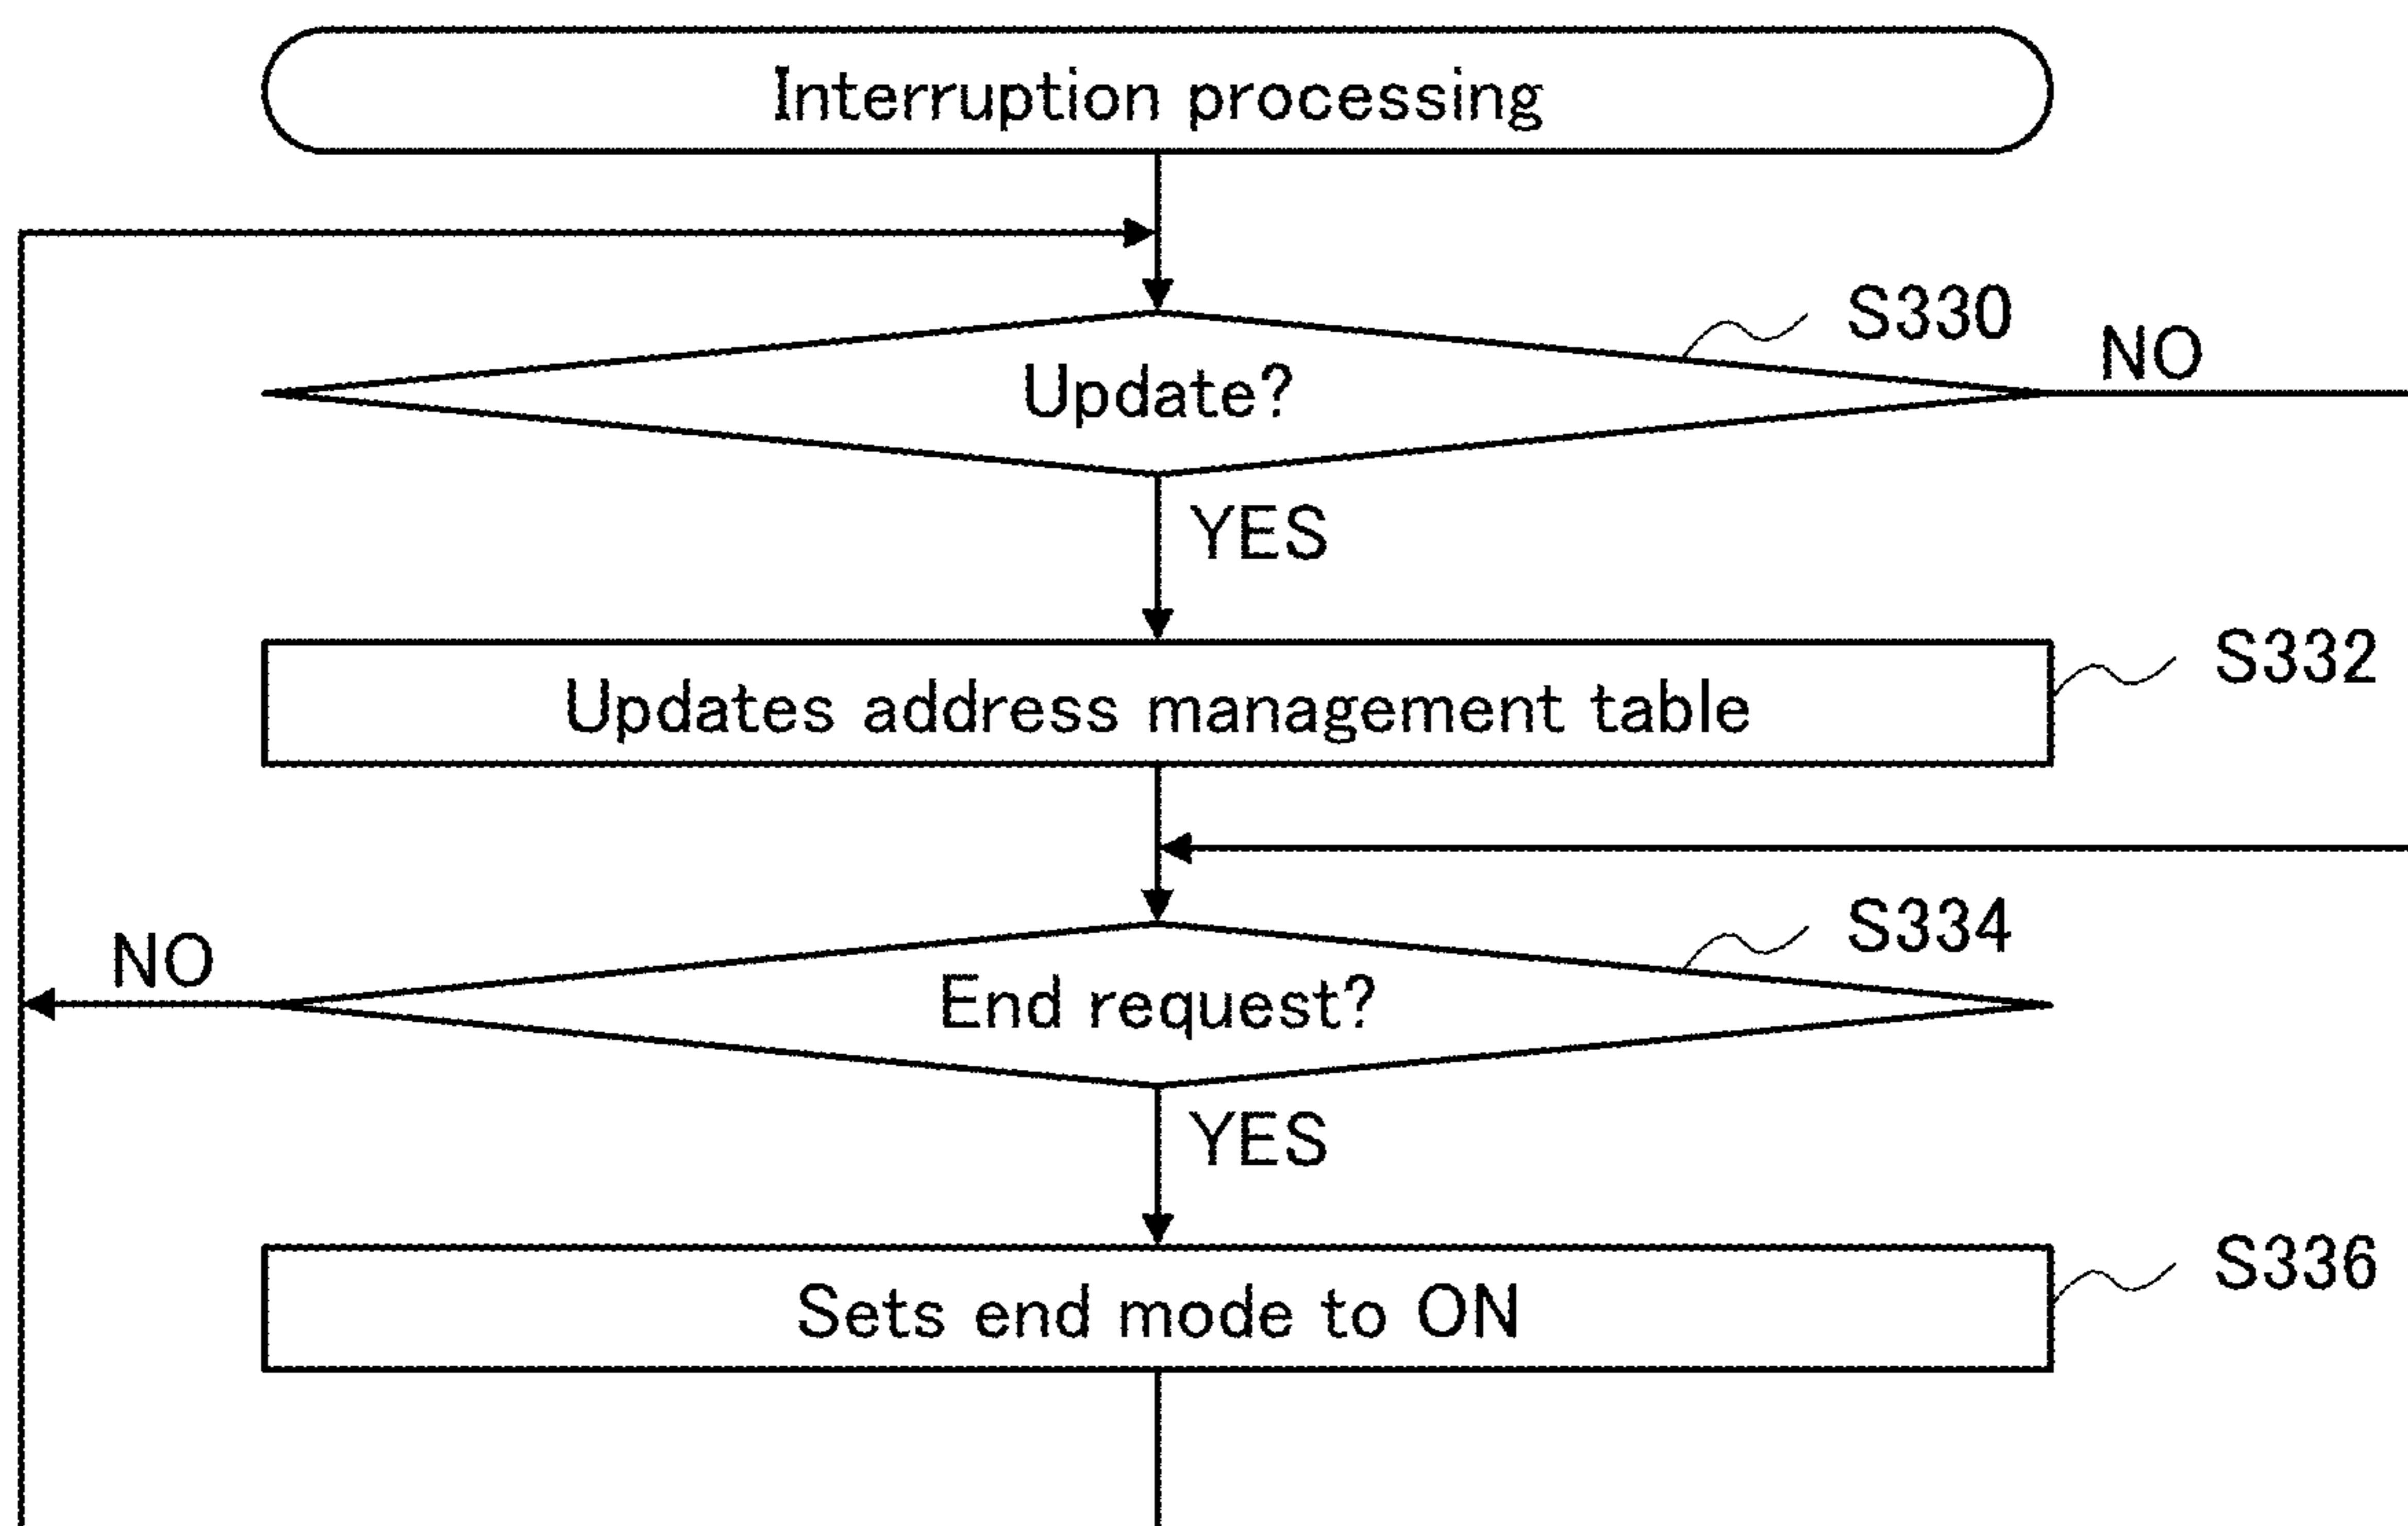 Interruption processing
S330
NO
Update?
YES
S332
Updates address management table
S334
NO
End request?
YES
S336
Sets end mode to ON